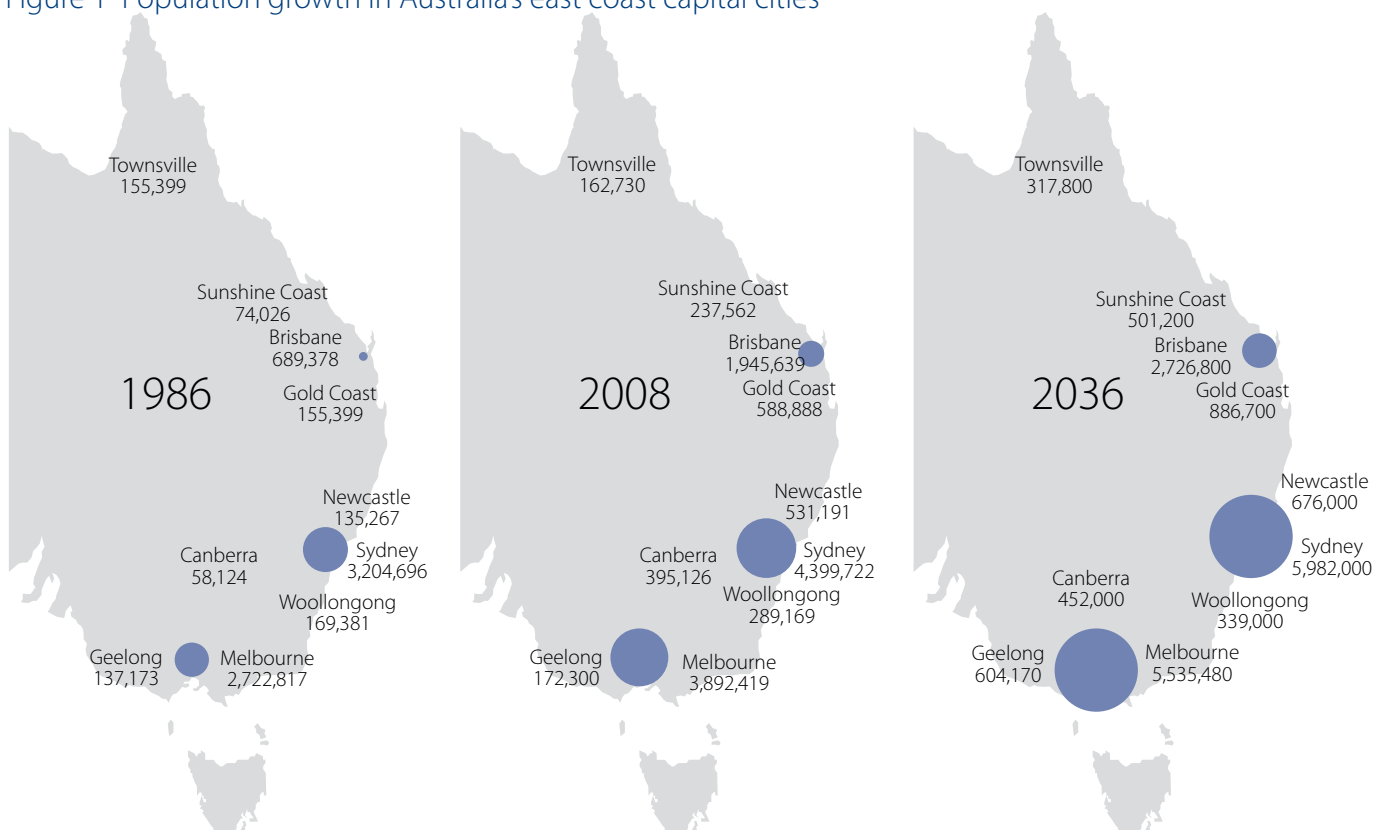 Figure 1 Population growth in Australia's east coast capital cities
Townsville
155,399
Sunshine Coast
74,026
Brisbane
689,378
1986
Gold Coast
155,399
Newcastle
135,267
Canberra
58,124
Sydney
3,204,696
Woollongong
169,381
Geelong
137,173
Melbourne
2,722,817
Townsville
162,730
Sunshine Coast
237,562
Brisbane
1,945,639
2008
Gold Coast
588,888
Newcastle
531,191
Canberra
395,126
Sydney
4,399,722
Woollongong
289,169
Geelong
172,300
Melbourne
3,892,419
Townsville
317,800
Sunshine Coast
501,200
Brisbane
2,726,800
2036
Gold Coast
886,700
Newcastle
676,000
Sydney
5,982,000
Canberra
452,000
Woollongong
339,000
Geelong
604,170
Melbourne
5,535,480